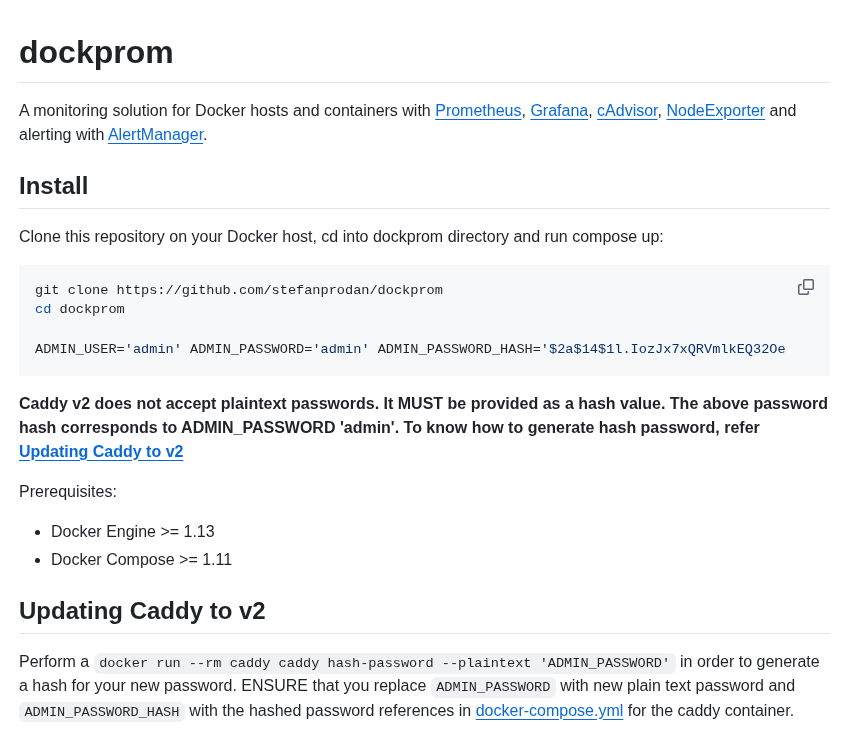 dockprom
A monitoring solution for Docker hosts and containers with Prometheus, Grafana, cAdvisor, NodeExporter and
alerting with AlertManager.
Install
Clone this repository on your Docker host, cd into dockprom directory and run compose up:
git clone https://github.com/stefanprodan/dockprom
cd dockprom
ADMIN_USER='admin' ADMIN_PASSWORD='admin' ADMIN_PASSWORD_HASH='$2a$14$1l.IozJx7xQRVmlkEQ32Oe
Caddy v2 does not accept plaintext passwords. It MUST be provided as a hash value. The above password
hash corresponds to ADMIN_PASSWORD 'admin'. To know how to generate hash password, refer
Updating Caddy to v2
Prerequisites:
• Docker Engine >= 1.13
• Docker Compose >= 1.11
Updating Caddy to v2
Perform a docker run --rm caddy caddy hash-password --plaintext 'ADMIN_PASSWORD' in order to generate
a hash for your new password. ENSURE that you replace ADMIN_PASSWORD with new plain text password and
ADMIN_PASSWORD_HASH with the hashed password references in docker-compose.yml for the caddy container.